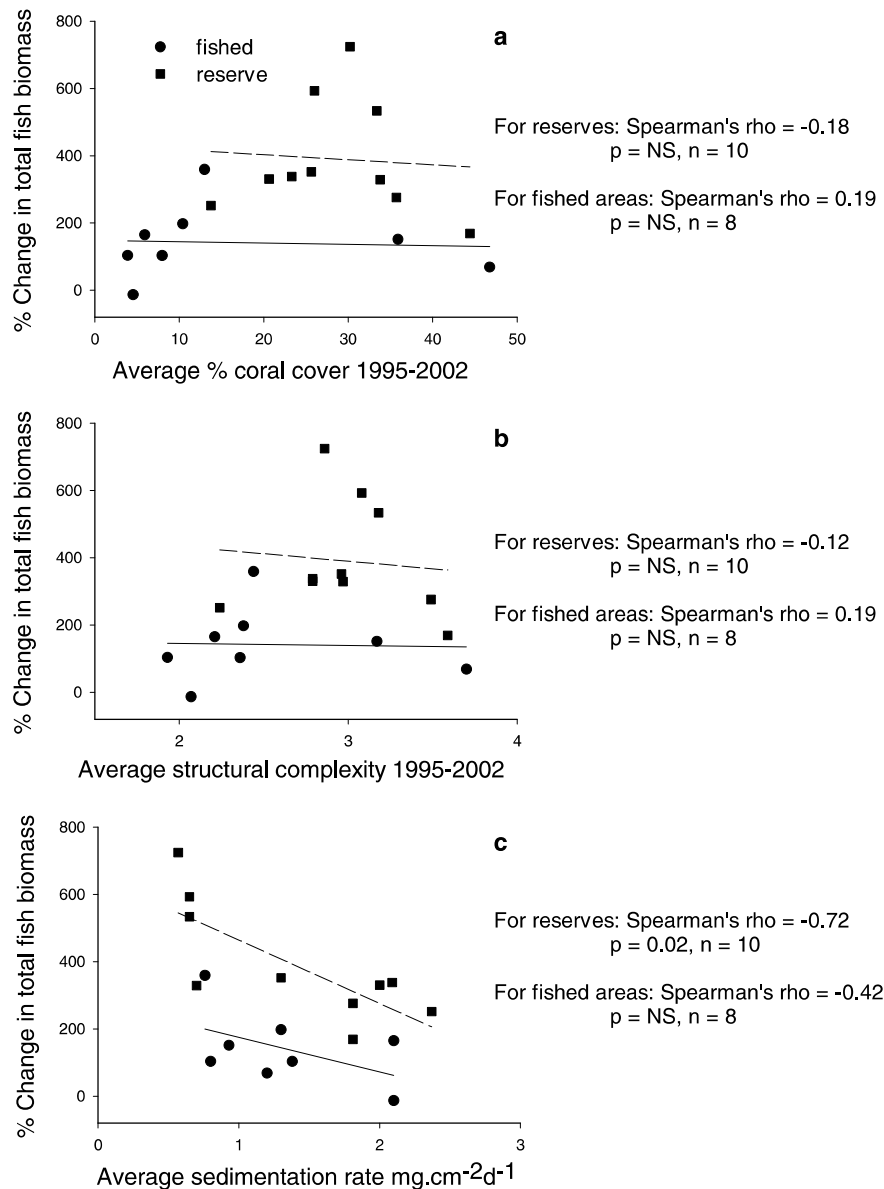 a
fished
reserve
800
600
400
200
0
% Change in total fish biomass
0 10 20 30 40 50
Average % coral cover 1995-2002
For reserves: Spearman's rho = -0.18
p = NS, n = 10
For fished areas: Spearman's rho = 0.19
p = NS, n = 8
b
800
600
400
200
0
% Change in total fish biomass
2 3 4
Average structural complexity 1995-2002
For reserves: Spearman's rho = -0.12
p = NS, n = 10
For fished areas: Spearman's rho = 0.19
p = NS, n = 8
c
800
600
400
200
0
% Change in total fish biomass
0 1 2 3
Average sedimentation rate mg.cm⁻²d⁻¹
For reserves: Spearman's rho = -0.72
p = 0.02, n = 10
For fished areas: Spearman's rho = -0.42
p = NS, n = 8